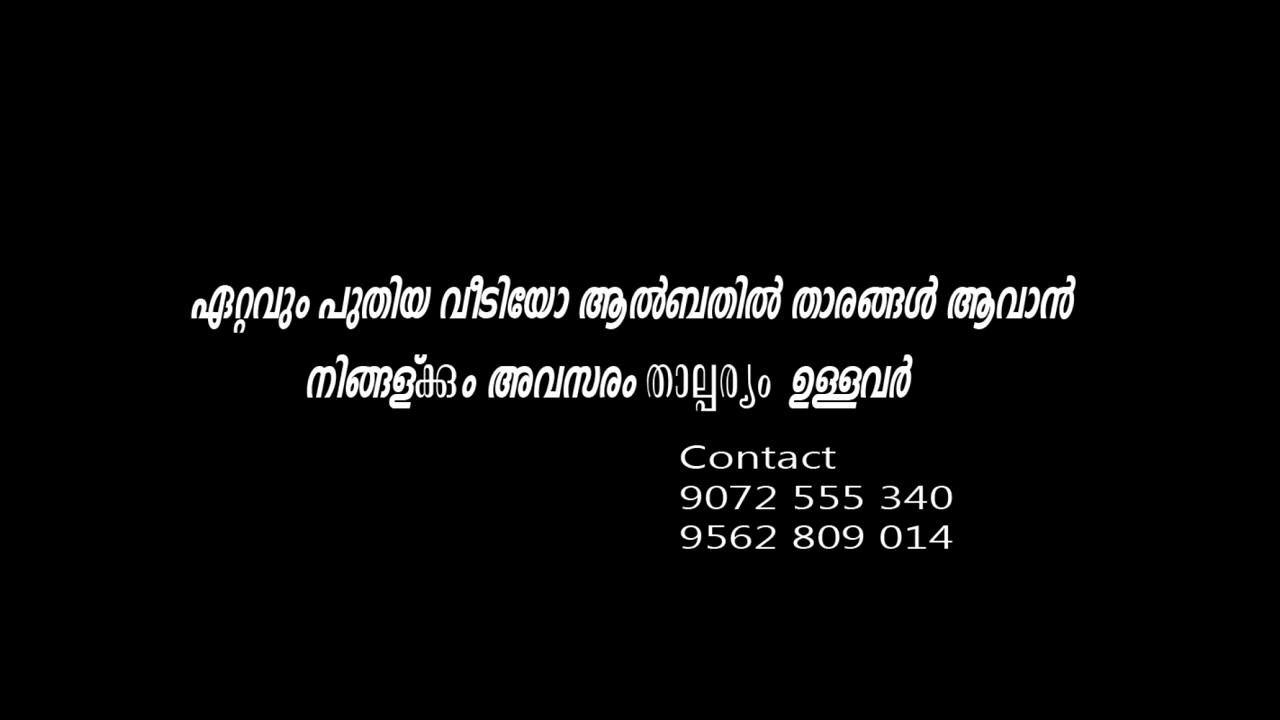 ഏറ്റവും പുതിയ വീടിയോ ആൽബതിൽ താരങ്ങൾ ആവാൻ
നിങ്ങള്ക്കും അവസരം താല്പര്യം ഉള്ളവർ
Contact
9072 555 340
9562 809 014